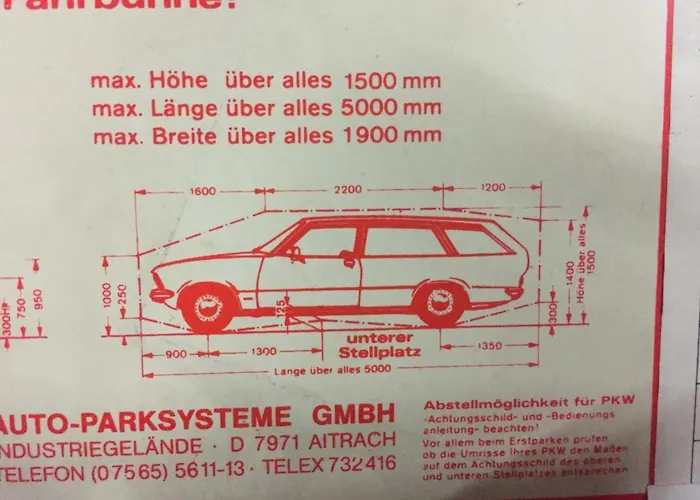 Fahrbühne!
max. Höhe über alles 1500 mm
max. Länge über alles 5000 mm
max. Breite über alles 1900 mm
1600 2200 1200
300 750 950
1000 250
125
300 1400 Höhe über alles 1500
unterer
Stellplatz
900 1300 1350
Länge über alles 5000
AUTO-PARKSYSTEME GMBH
INDUSTRIEGELÄNDE · D 7971 AITRACH
TELEFON (07565) 5611-13 · TELEX 732416
Abstellmöglichkeit für PKW
-Achtungsschild- und -Bedienungs
anleitung- beachten!
Vor allem beim Erstparken prüfen
ob die Umrisse Ihres PKW den Maßen
auf dem Achtungsschild des oberen
und unteren Stellplatzes entsprechen